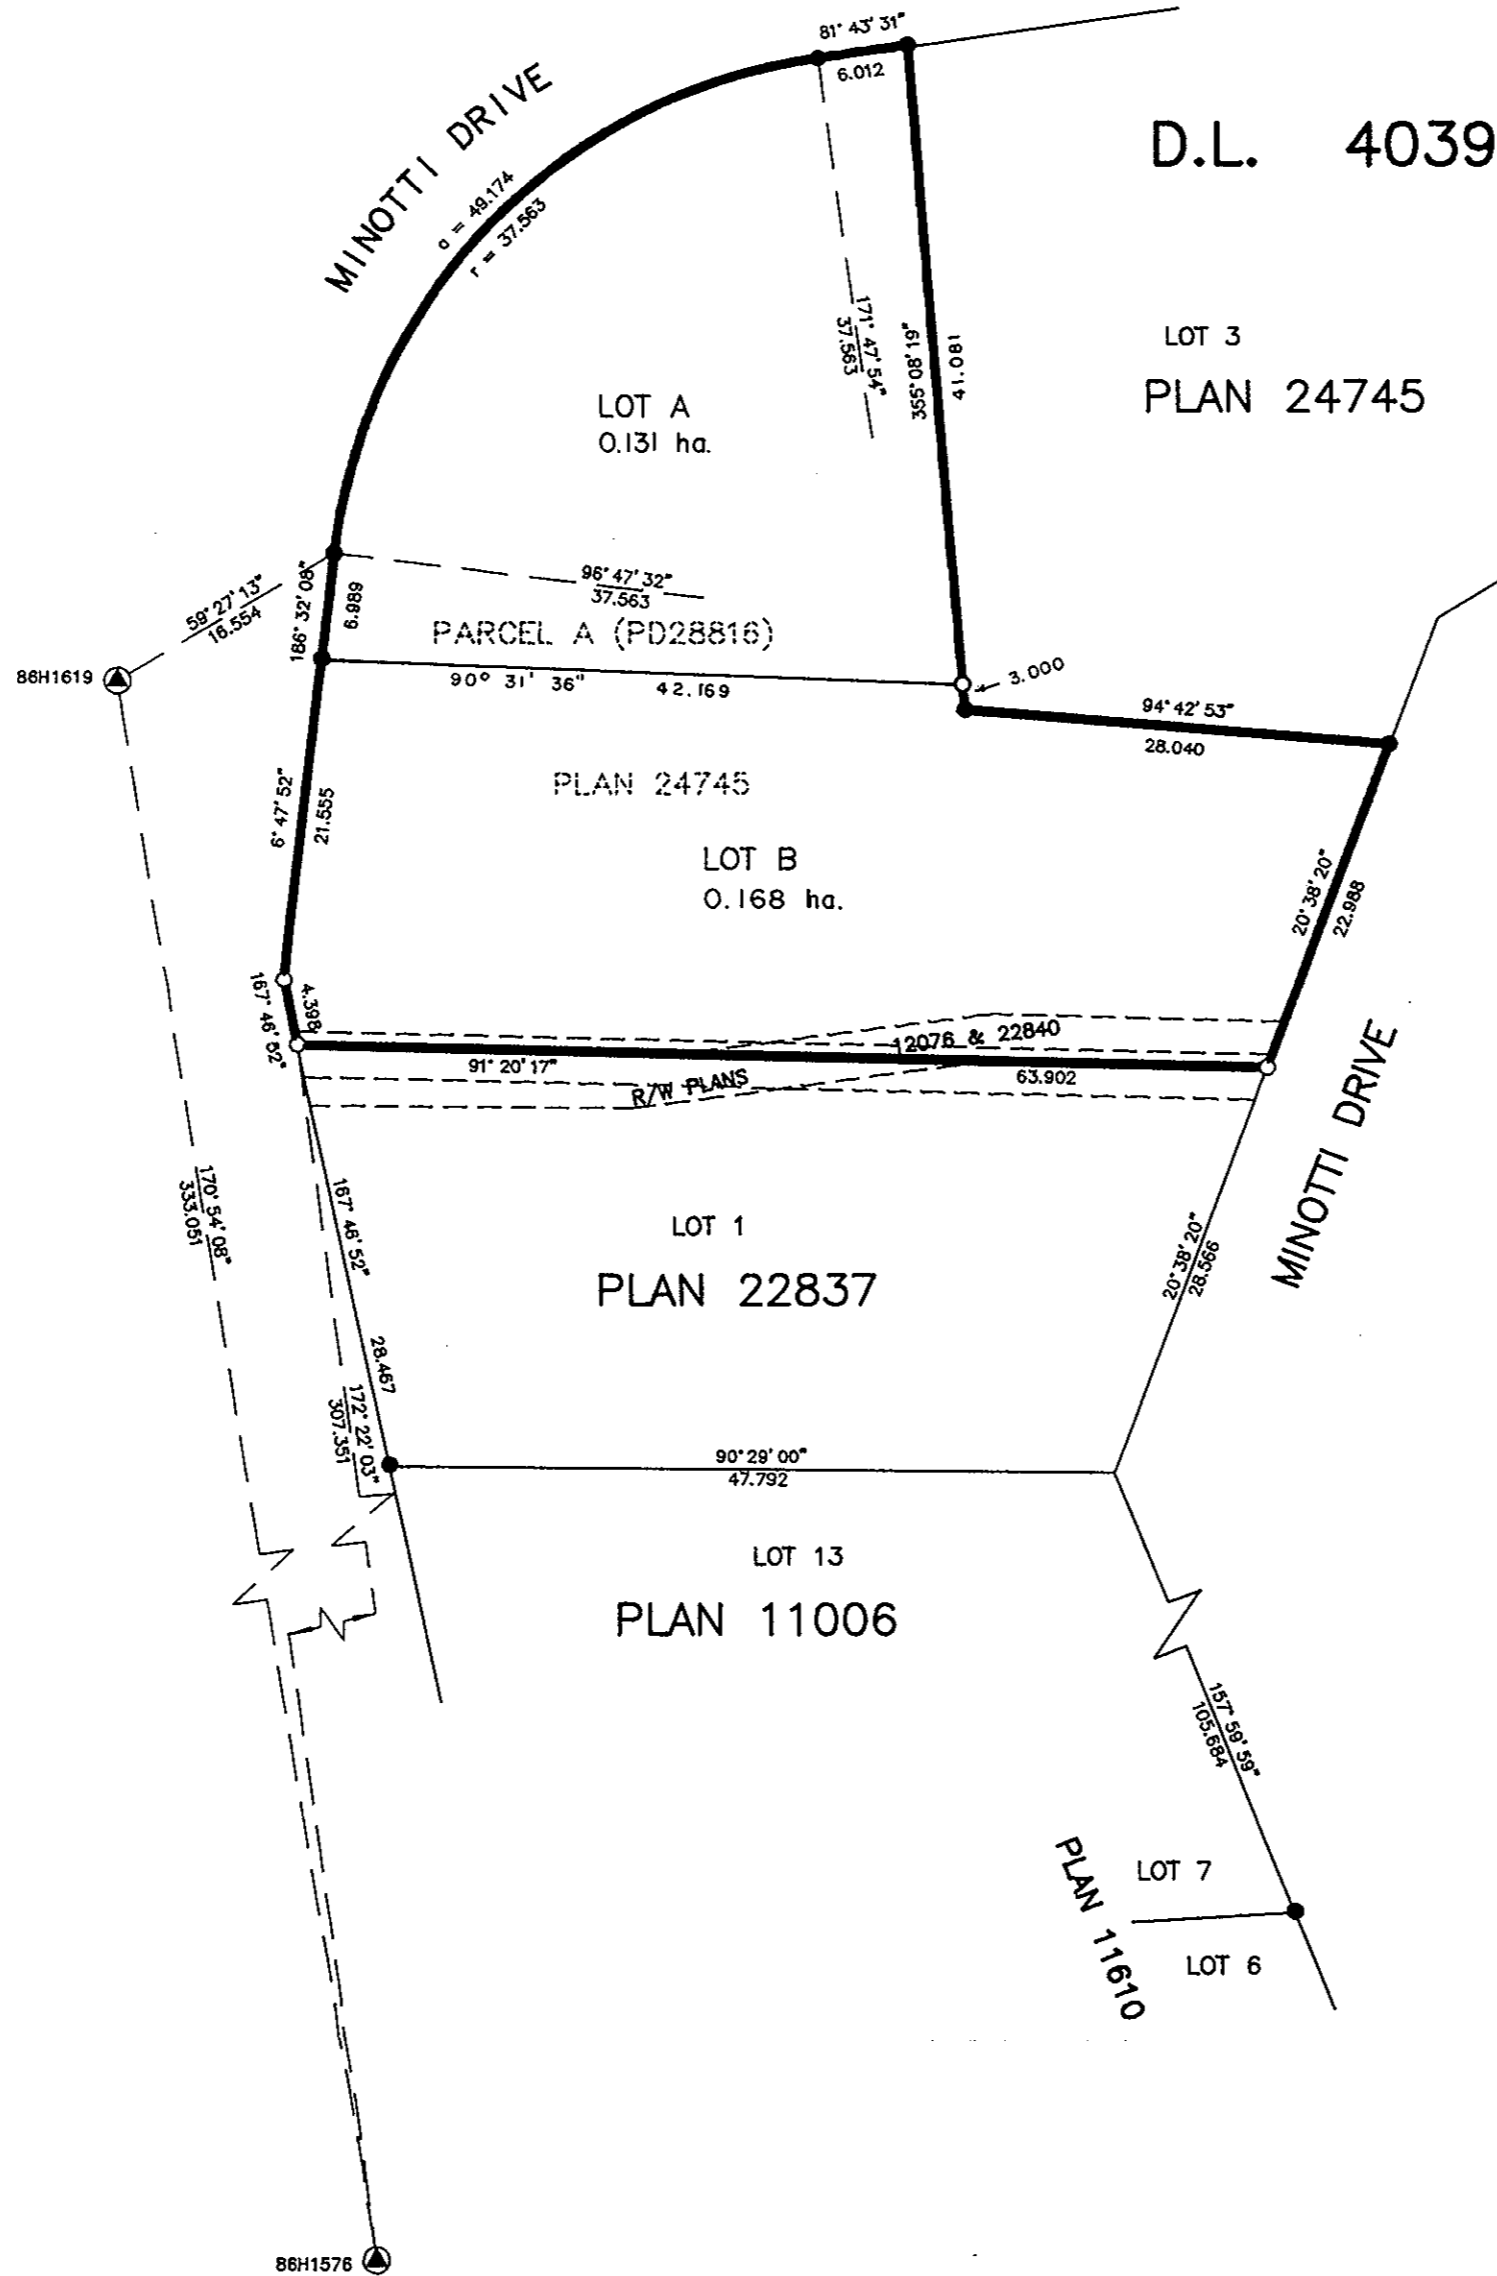 81° 43' 31"
6.012
MINOTTI DRIVE
D.L. 4039
a = 49.174
r = 37.563
171° 47' 54"
37.563
355° 08' 19"
41.081
LOT 3
PLAN 24745
LOT A
0.131 ha.
59° 27' 13"
16.554
186° 32' 08"
6.989
96° 47' 32"
37.563
PARCEL A (PD28816)
86H1619
90° 31' 36" 42.169
3.000
94° 42' 53"
28.040
PLAN 24745
6° 47' 52"
21.555
LOT B
0.168 ha.
20° 38' 20"
22.988
167° 46' 52"
4.398
12076 & 22840
91° 20' 17"
63.902
R/W PLANS
MINOTTI DRIVE
170° 54' 08"
333.051
167° 46' 52"
28.467
LOT 1
PLAN 22837
20° 38' 20"
28.566
172° 22' 03"
307.351
90° 29' 00"
47.792
LOT 13
PLAN 11006
157° 59' 59"
105.684
PLAN 11610
LOT 7
LOT 6
86H1576